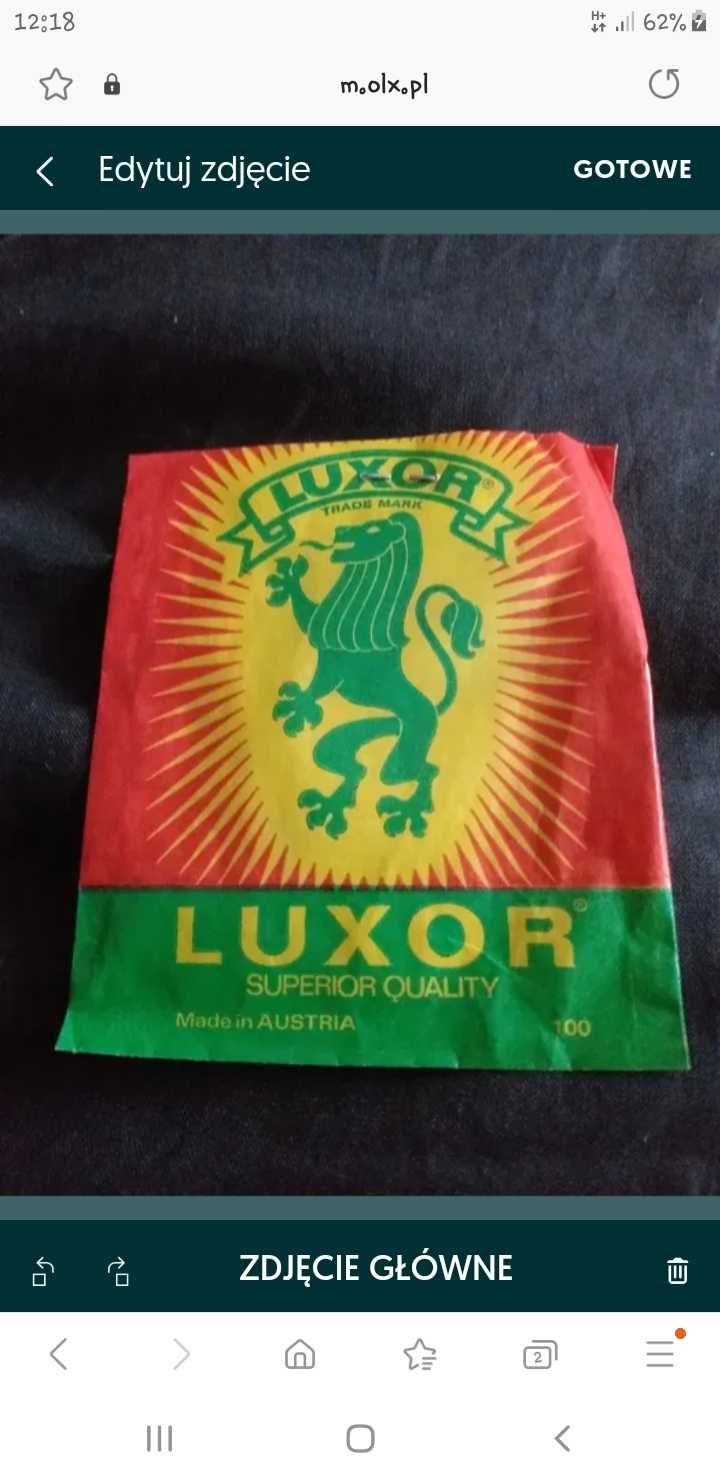 12:18
H+
62%
m.olx.pl
Edytuj zdjęcie
GOTOWE
LUXOR®
TRADE MARK
LUXOR®
SUPERIOR QUALITY
Made in AUSTRIA
100
ZDJĘCIE GŁÓWNE
2